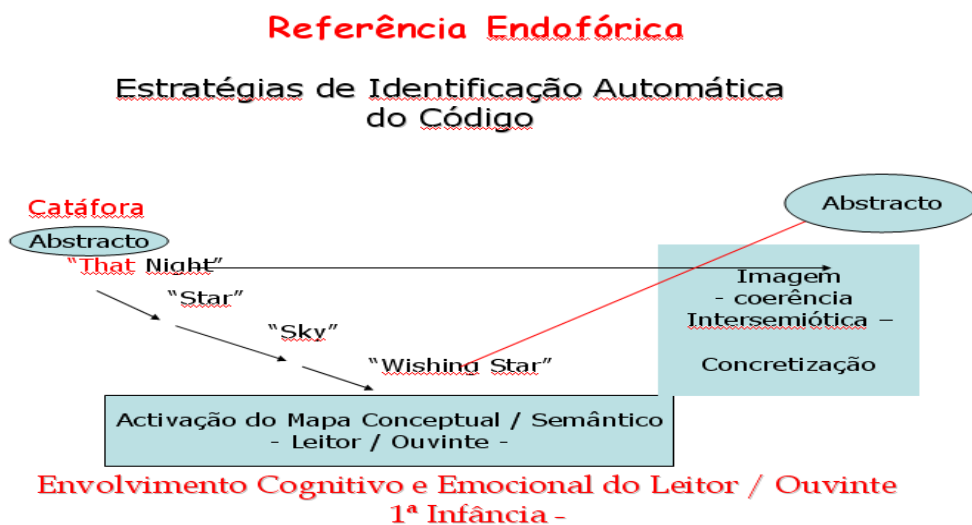 Referência Endofórica
Estratégias de Identificação Automática
do Código
Catáfora
Abstracto
"That Night"
"Star"
"Sky"
"Wishing Star"
Abstracto
Imagem
- coerência
Intersemiótica –
Concretização
Activação do Mapa Conceptual / Semântico
- Leitor / Ouvinte -
Envolvimento Cognitivo e Emocional do Leitor / Ouvinte
1ª Infância -